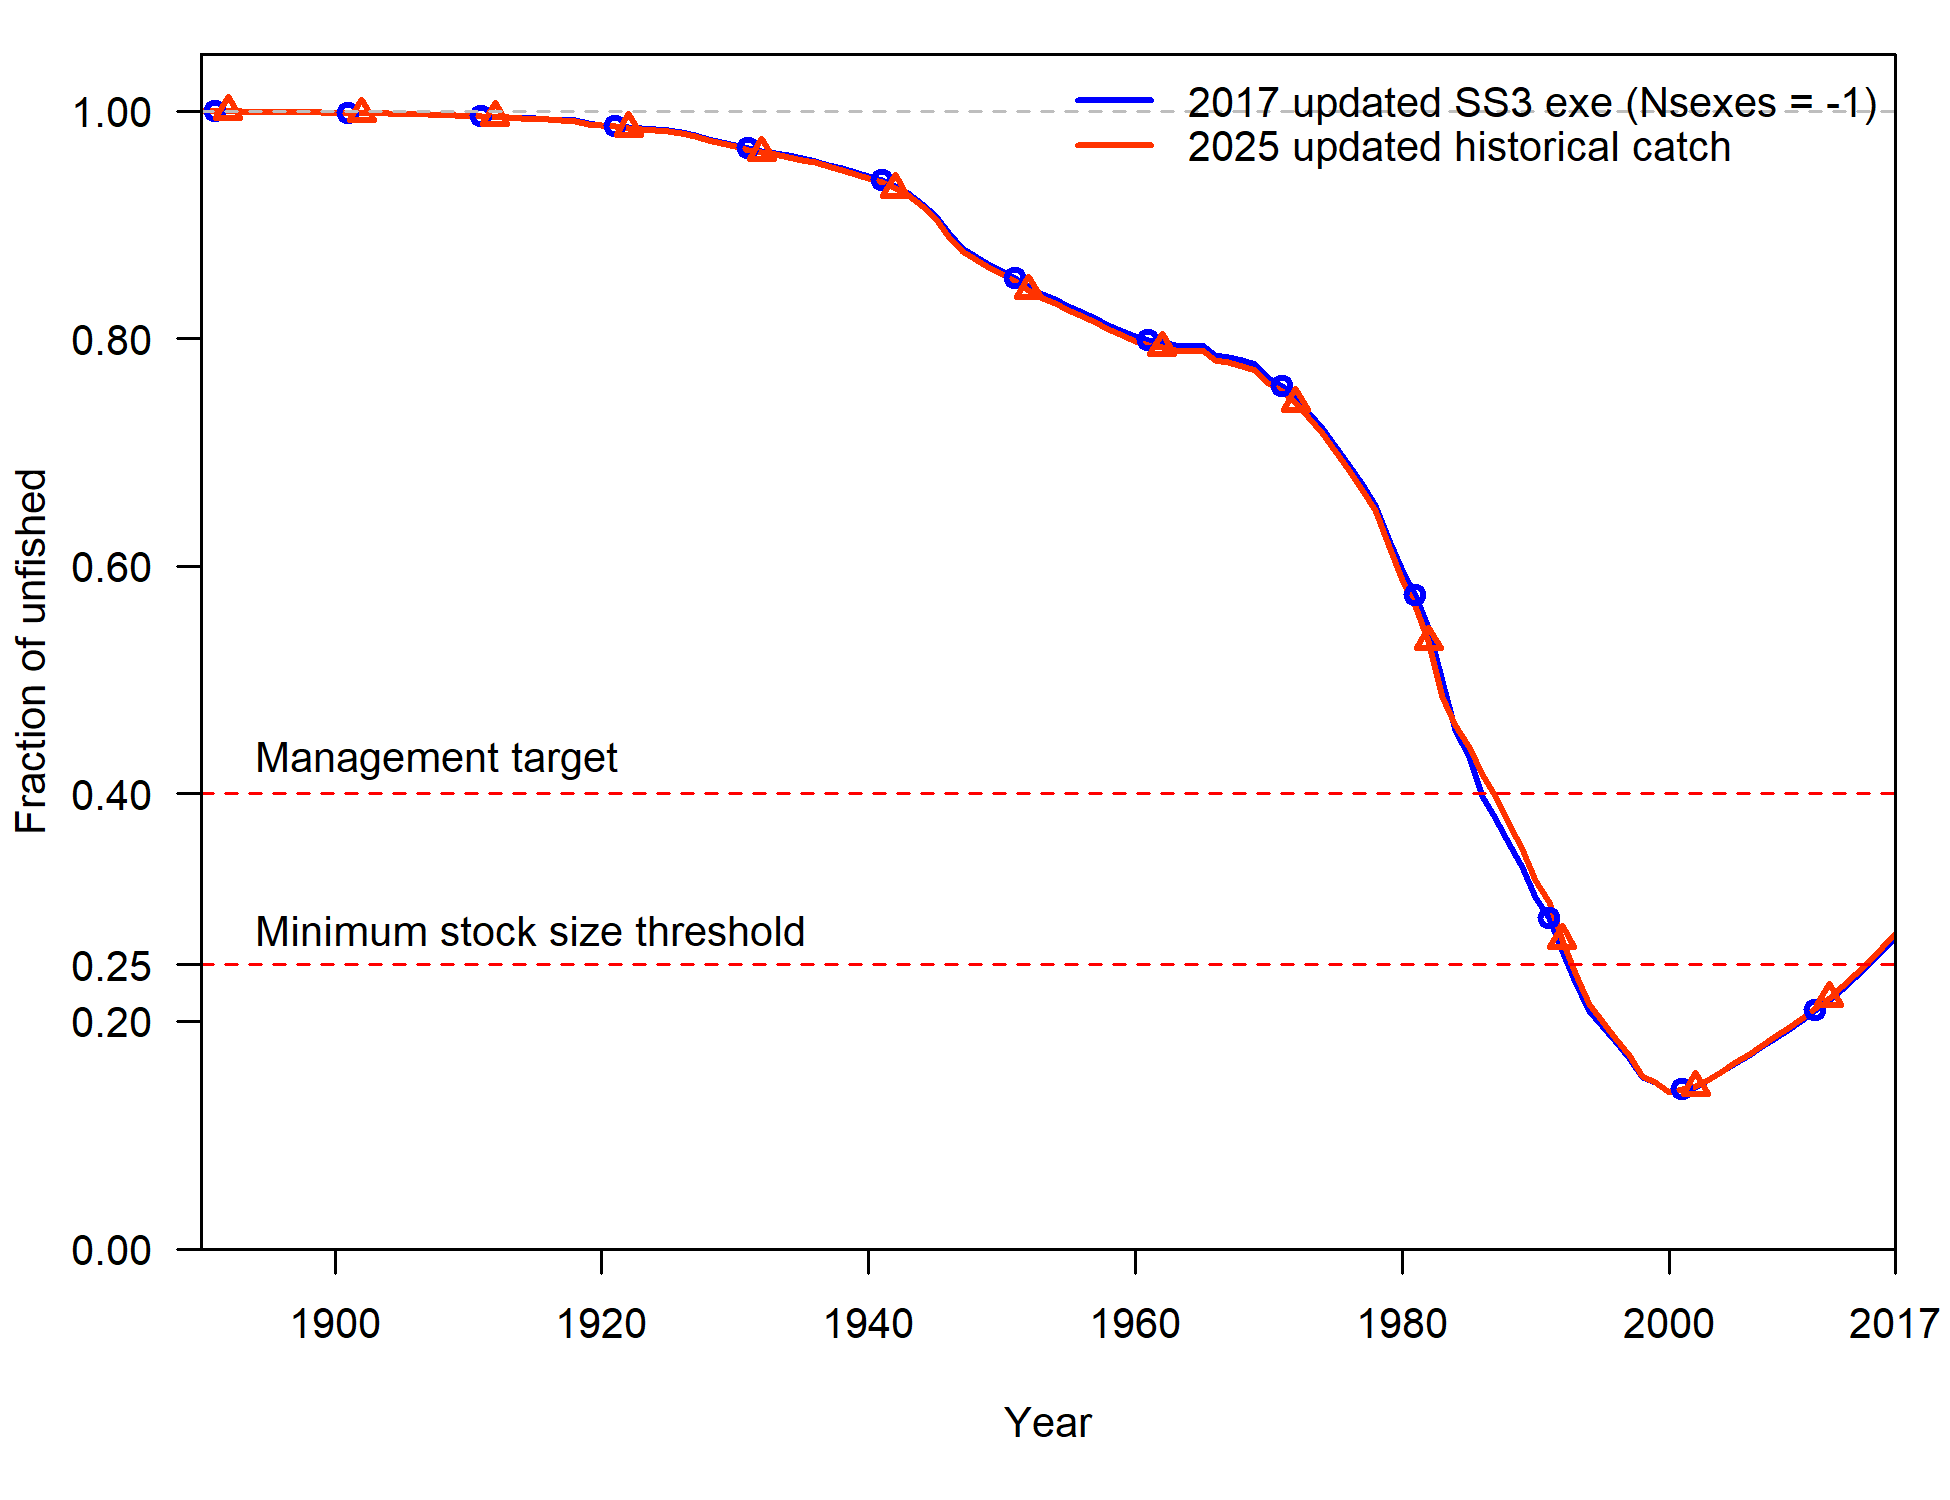 2017 updated SS3 exe (Nsexes = -1)
2025 updated historical catch
Fraction of unfished
1.00
0.80
0.60
0.40
0.25
0.20
0.00
Management target
Minimum stock size threshold
1900
1920
1940
1960
1980
2000
2017
Year